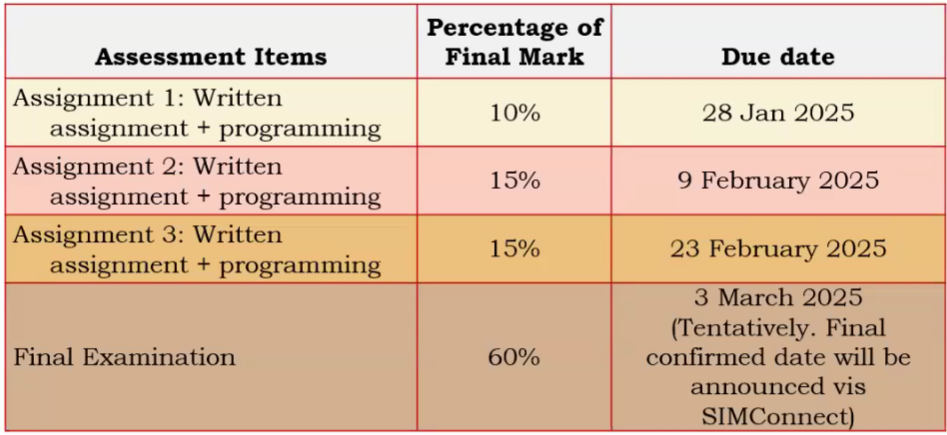 Assessment Items
Percentage of
Final Mark
Due date
Assignment 1: Written
assignment + programming
10%
28 Jan 2025
Assignment 2: Written
assignment + programming
15%
9 February 2025
Assignment 3: Written
assignment + programming
15%
23 February 2025
Final Examination
60%
3 March 2025
(Tentatively. Final
confirmed date will be
announced vis
SIMConnect)